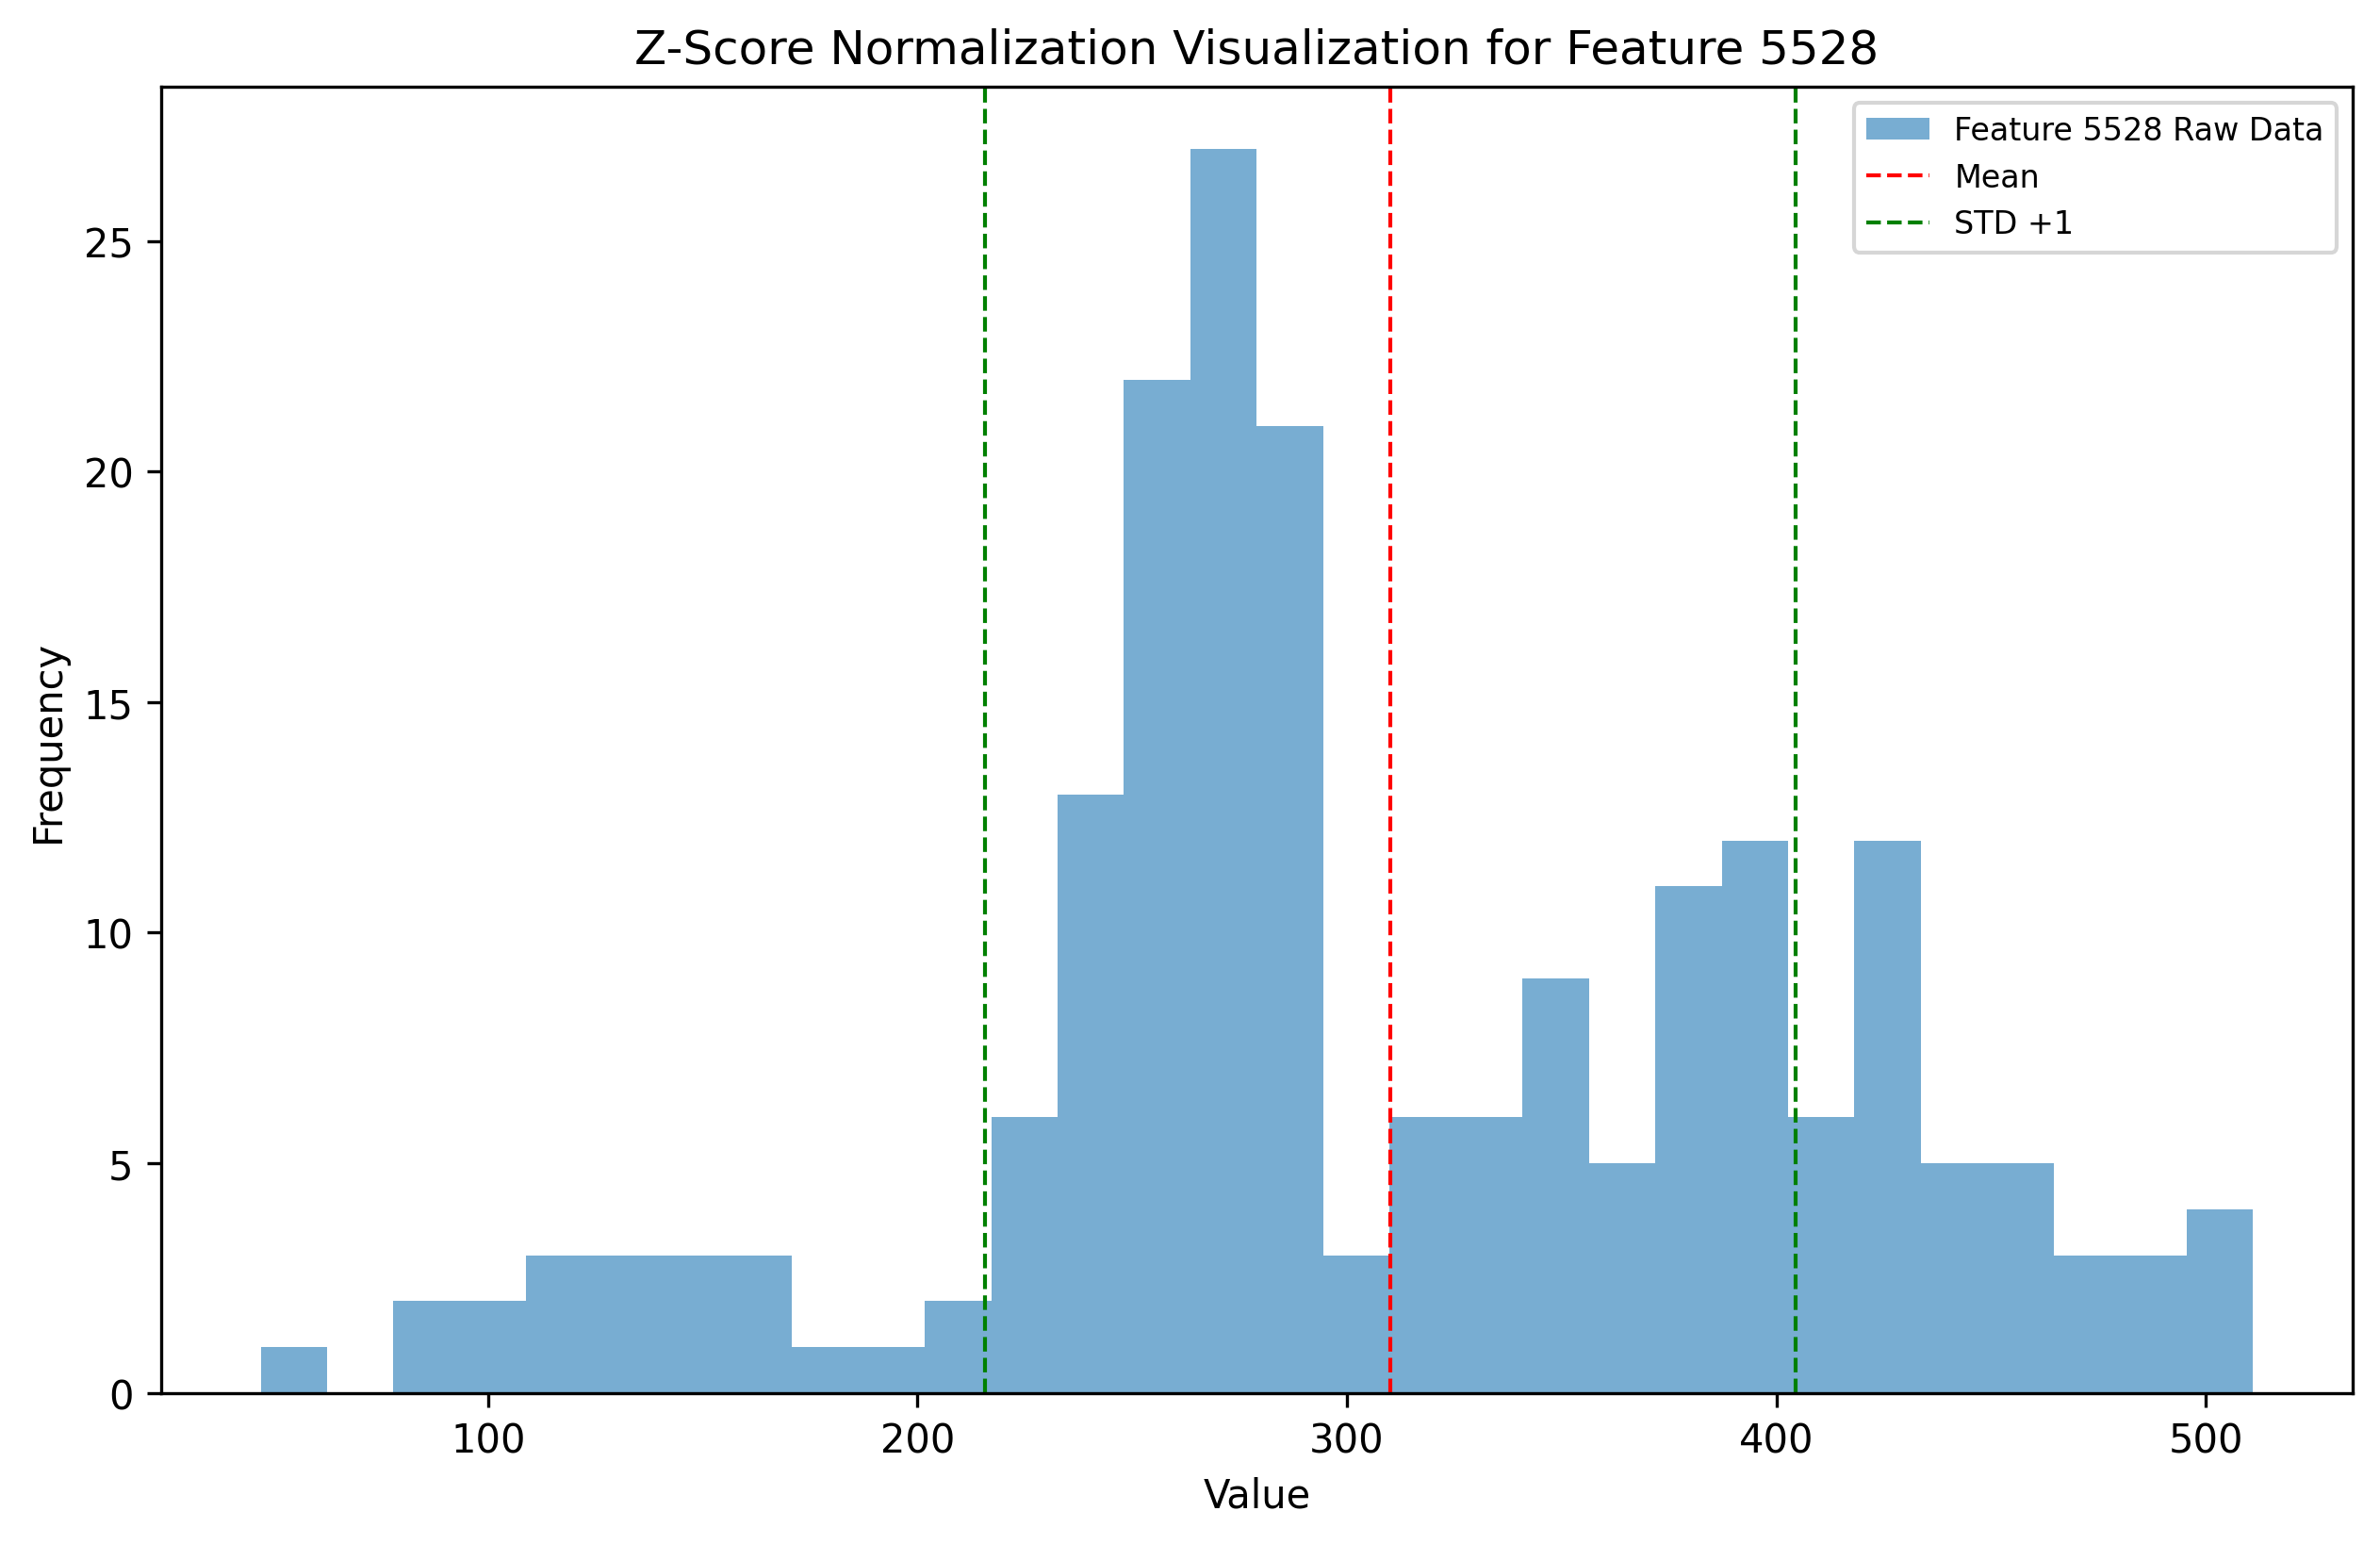 Z-Score Normalization Visualization for Feature 5528
Feature 5528 Raw Data
Mean
STD +1
Frequency
25
20
15
10
5
0
100
200
300
400
500
Value